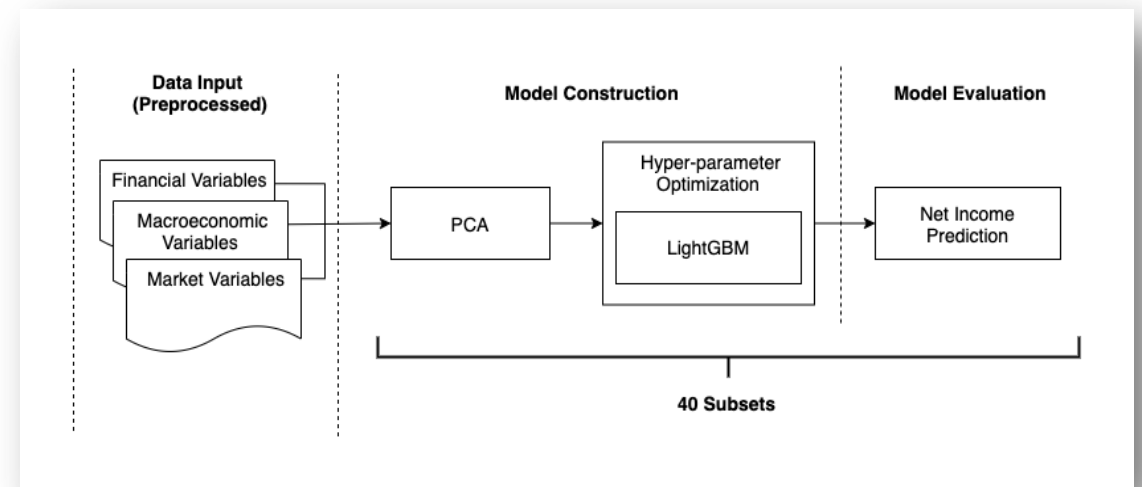 Data Input
(Preprocessed)
Model Construction
Model Evaluation
Financial Variables
Macroeconomic
Variables
Market Variables
PCA
Hyper-parameter
Optimization
LightGBM
Net Income
Prediction
40 Subsets